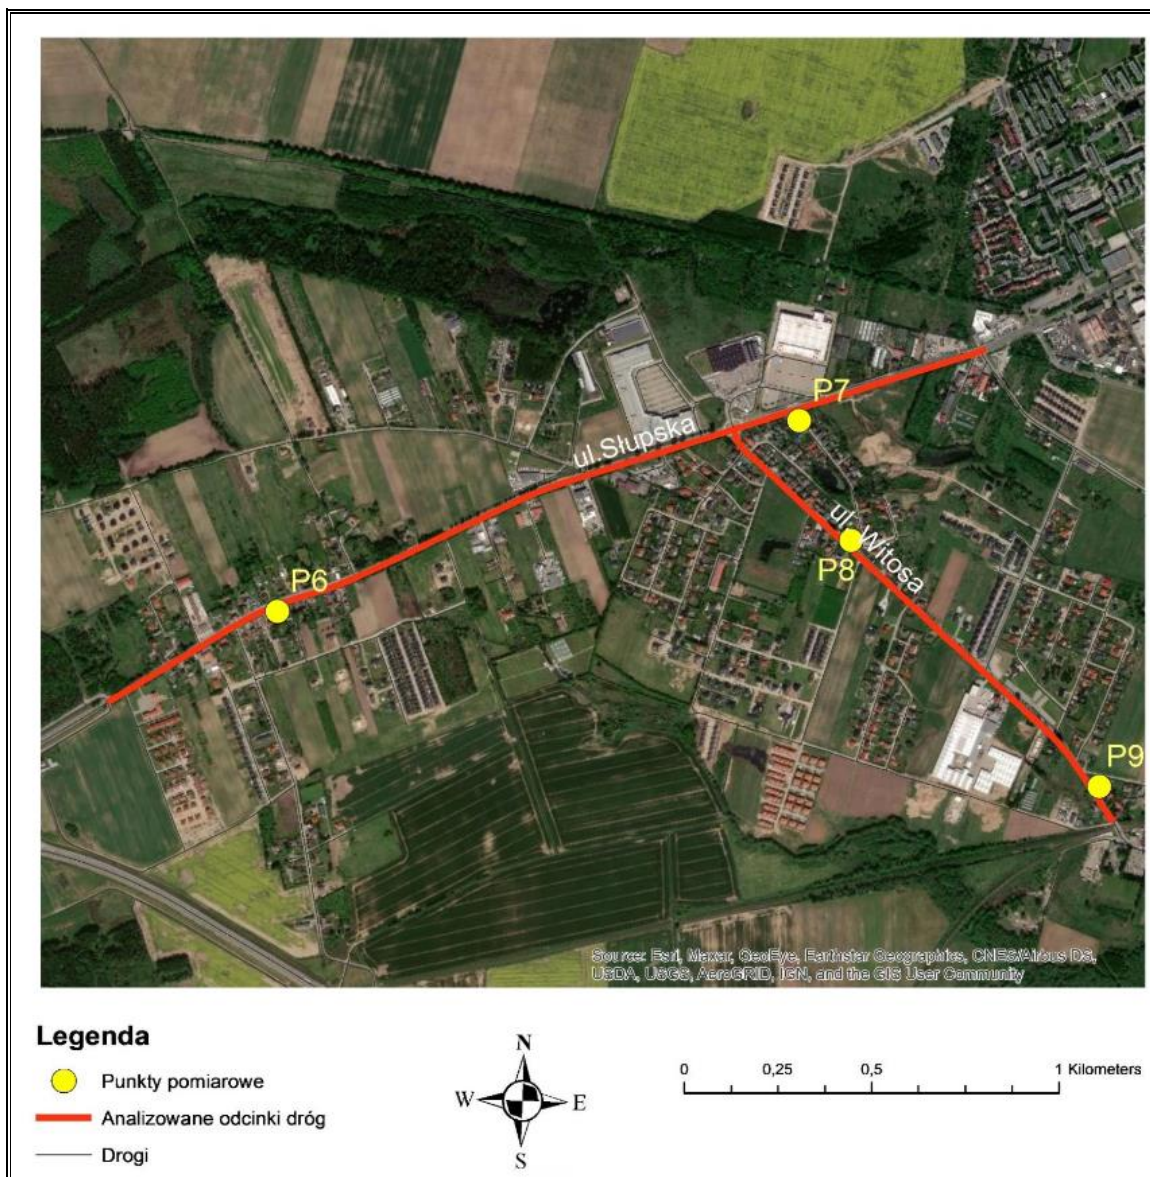 P7
ul.Słupska
ul. Witosa
P8
P6
P9
Source: Esri, Maxar, GeoEye, Earthstar Geographics, CNES/Airbus DS,
USDA, USGS, AeroGRID, IGN, and the GIS User Community
Legenda
Punkty pomiarowe
Analizowane odcinki dróg
Drogi
N
W
E
S
0 0,25 0,5 1 Kilometers